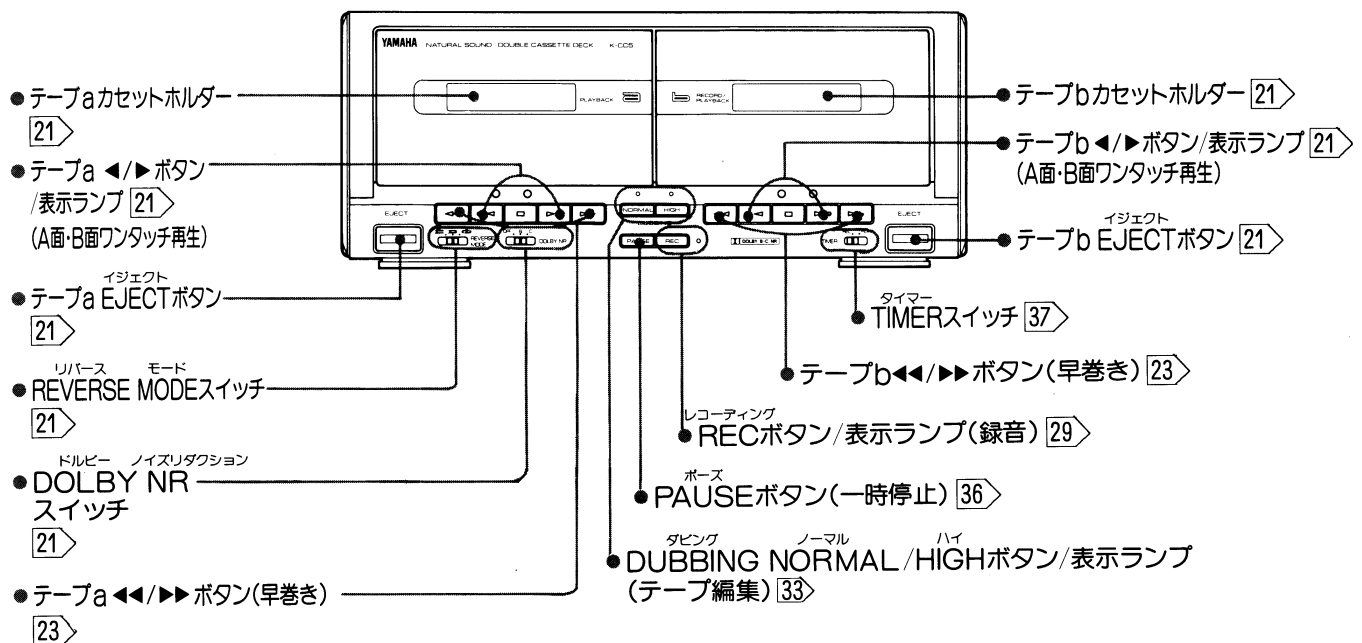 YAMAHA NATURAL SOUND DOUBLE CASSETTE DECK K-CC5
PLAYBACK
RECORD/
PLAYBACK
EJECT
NORMAL HIGH
EJECT
REVERSE
MODE
DOLBY NR
PAUSE REC
DOLBY B-C NR
TIMER
●テープaカセットホルダー
21
●テープa ◀/▶ボタン
/表示ランプ 21
(A面・B面ワンタッチ再生)
イジェクト
●テープa EJECTボタン
21
リバース モード
●REVERSE MODEスイッチ
21
ドルビー ノイズリダクション
●DOLBY NR
スイッチ
21
●テープa ◀◀/▶▶ボタン(早巻き)
23
●テープbカセットホルダー 21
●テープb ◀/▶ボタン/表示ランプ 21
(A面・B面ワンタッチ再生)
イジェクト
●テープb EJECTボタン 21
タイマー
●TIMERスイッチ 37
●テープb◀◀/▶▶ボタン(早巻き) 23
レコーディング
●RECボタン/表示ランプ(録音) 29
ポーズ
●PAUSEボタン(一時停止) 36
ダビング ノーマル ハイ
●DUBBING NORMAL/HIGHボタン/表示ランプ
(テープ編集) 33